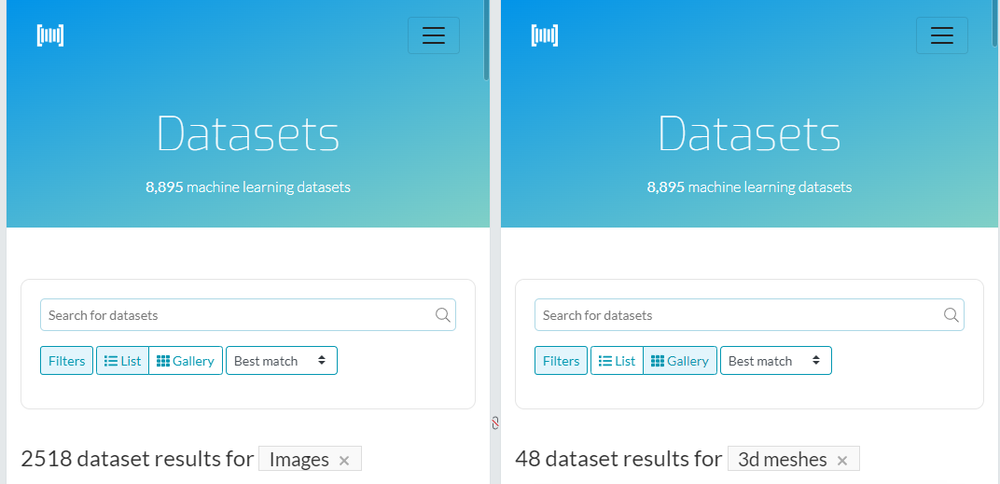 Datasets
8,895 machine learning datasets
Search for datasets
Filters List Gallery Best match
2518 dataset results for Images ×
Datasets
8,895 machine learning datasets
Search for datasets
Filters List Gallery Best match
48 dataset results for 3d meshes ×